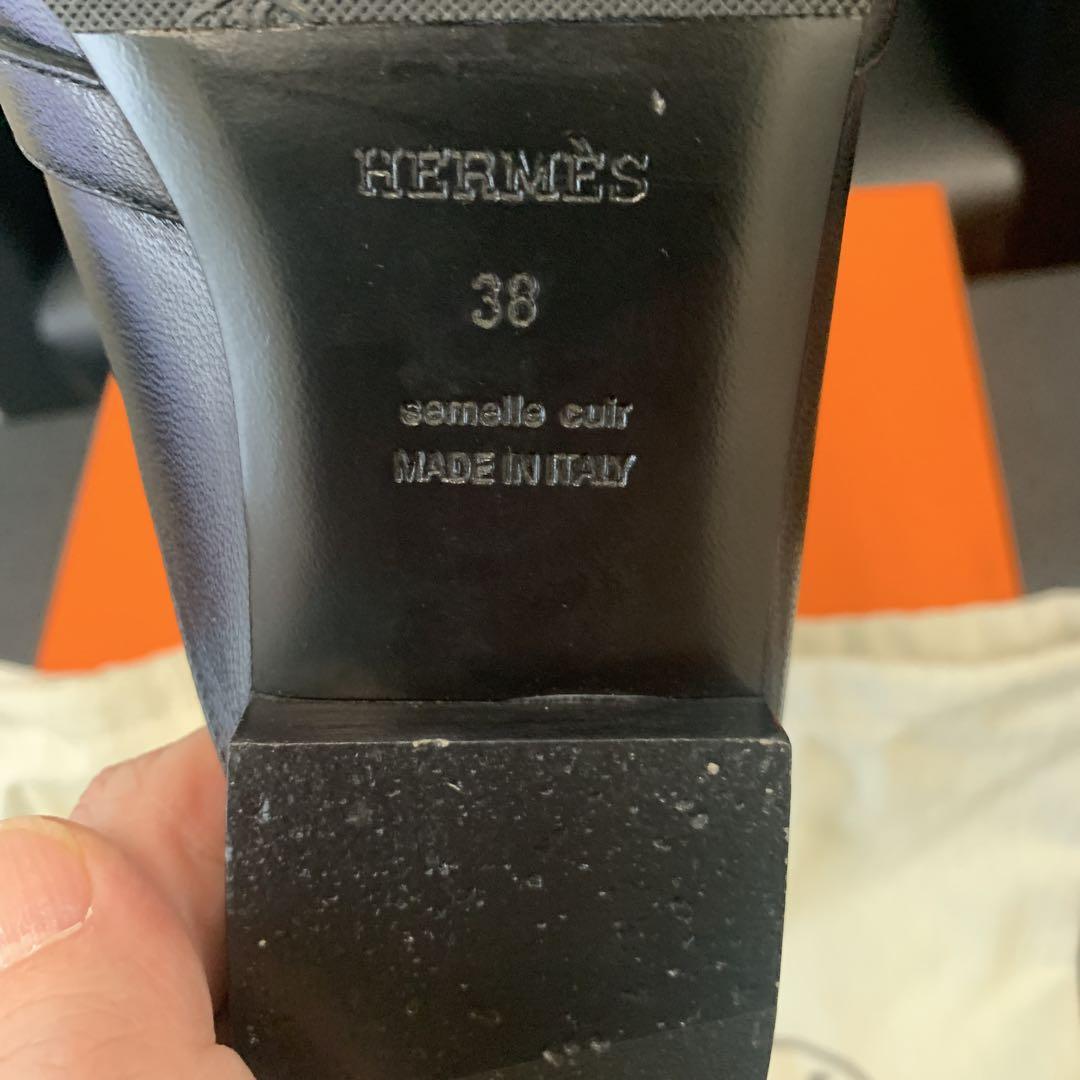 HERMÈS
38
semelle cuir
MADE IN ITALY